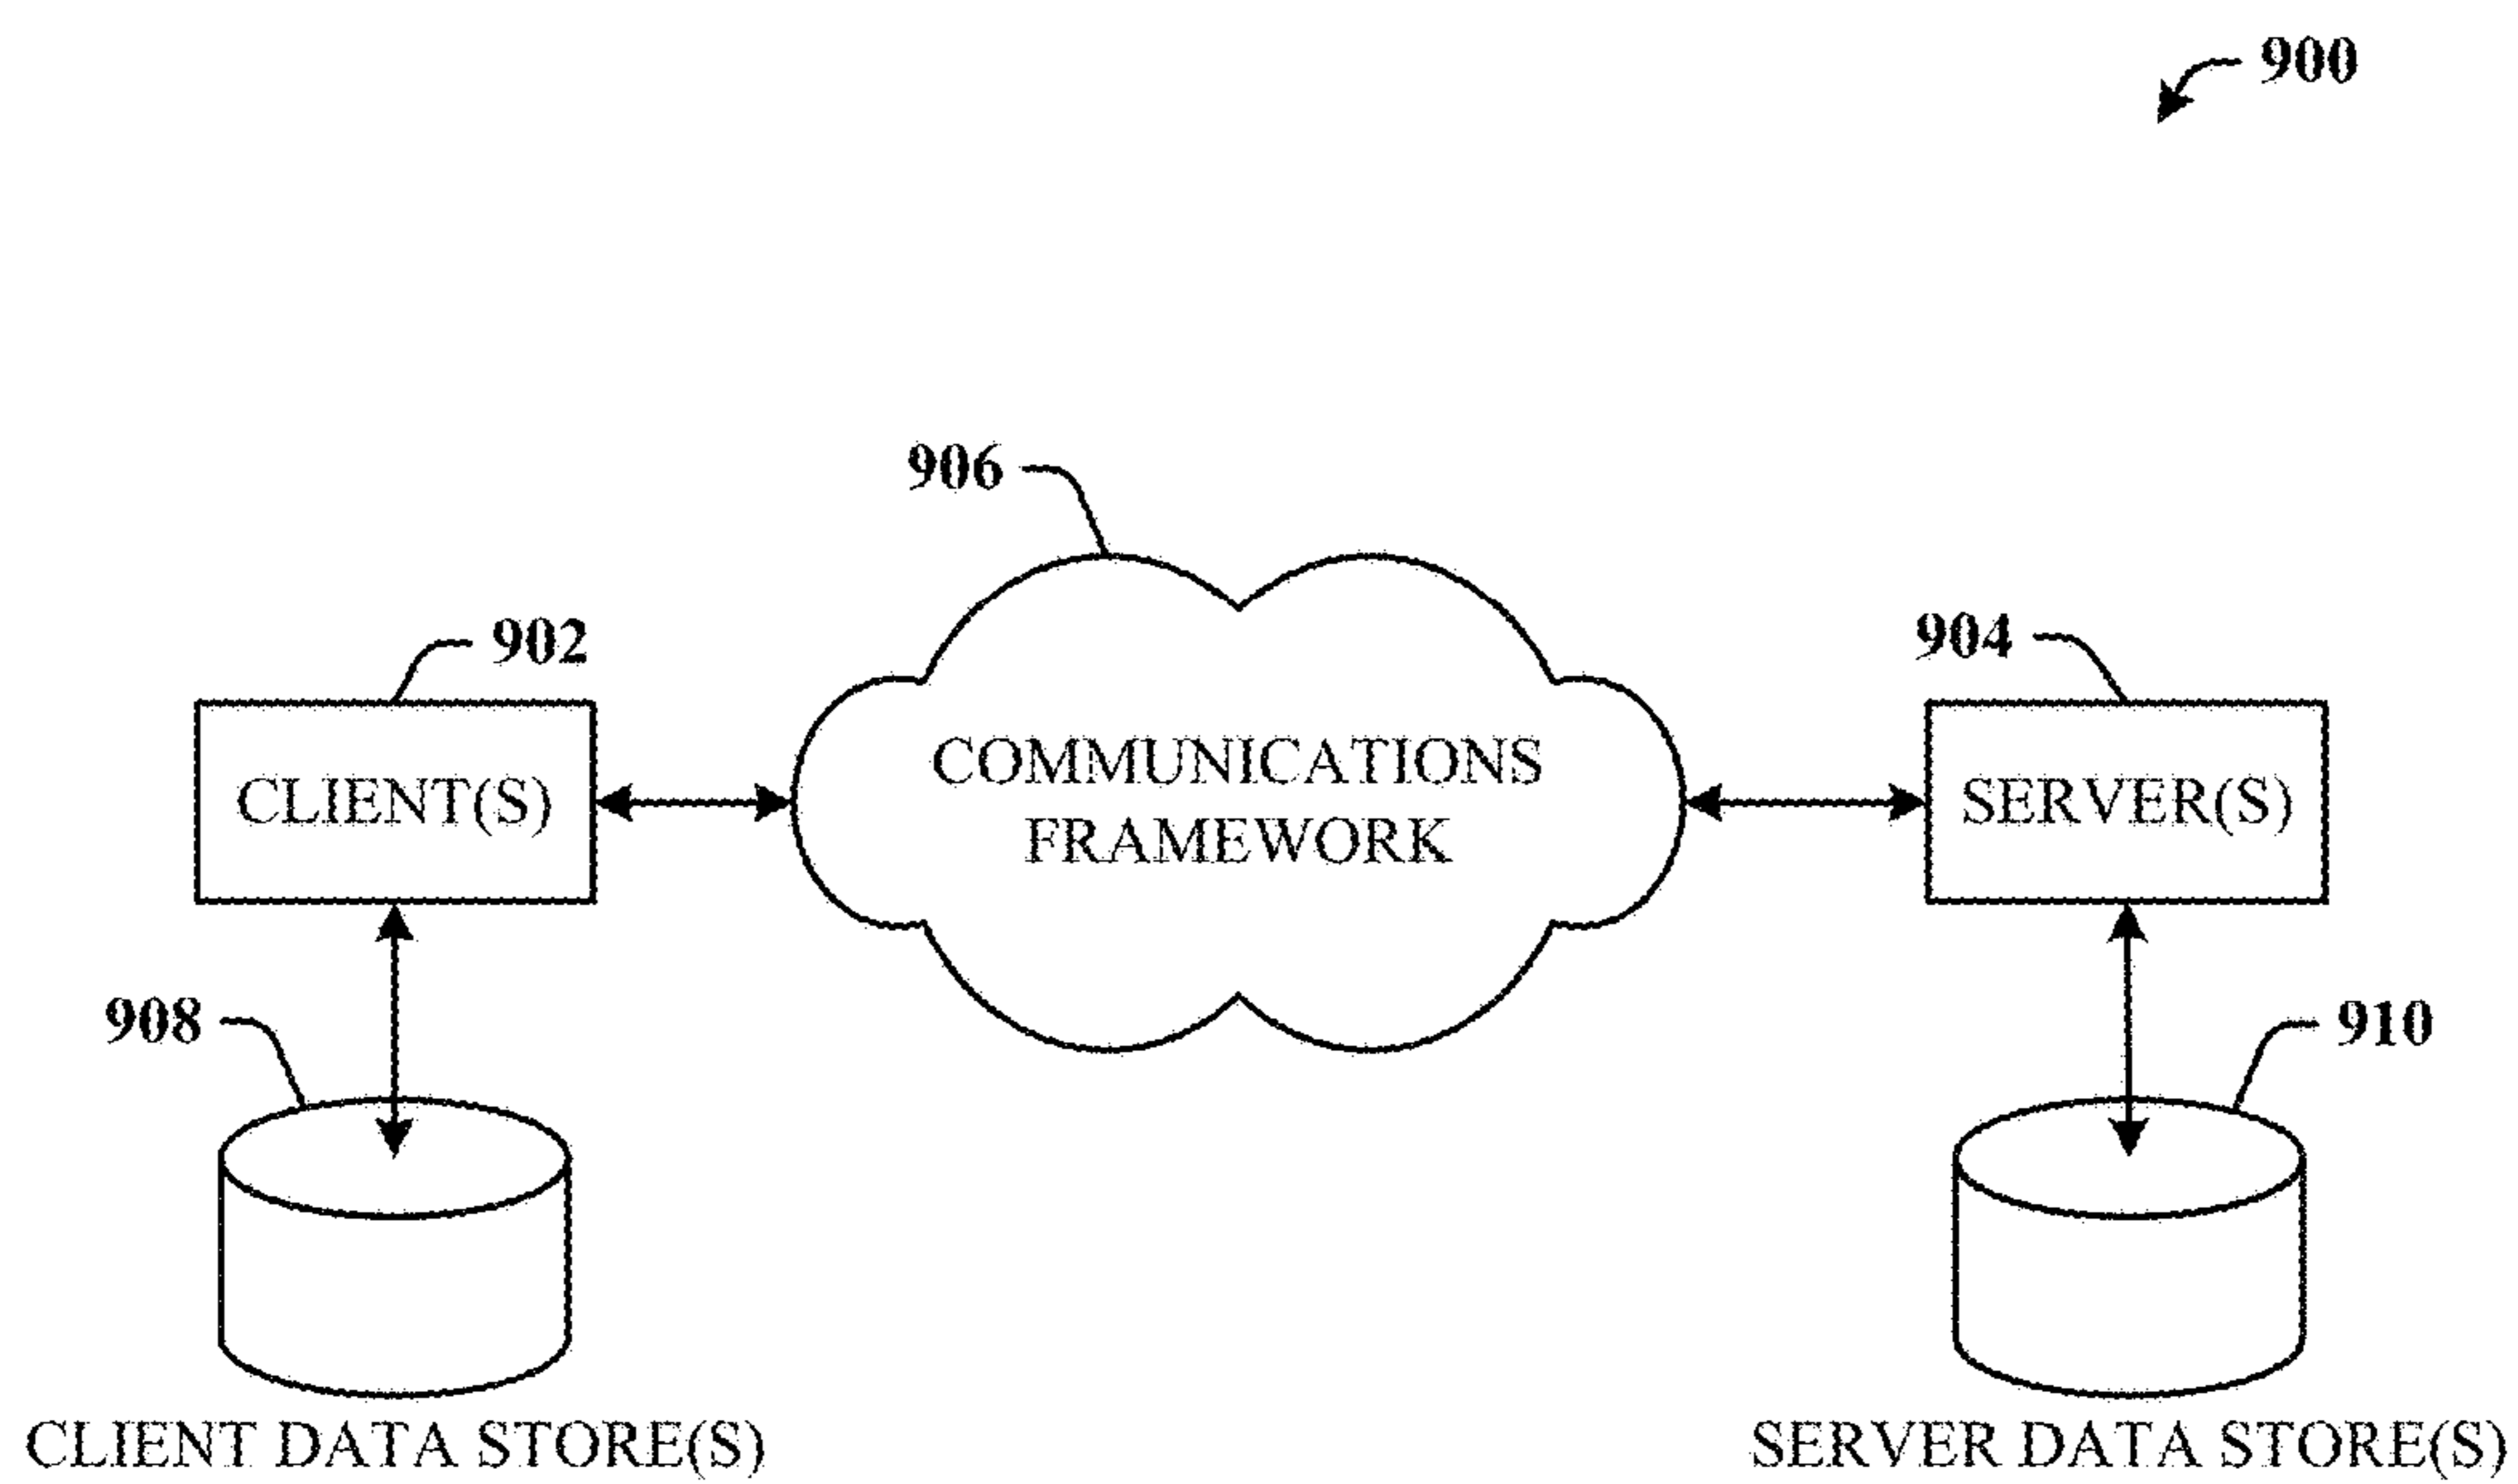 900
906
902
904
CLIENT(S)
COMMUNICATIONS
FRAMEWORK
SERVER(S)
908
910
CLIENT DATA STORE(S)
SERVER DATA STORE(S)